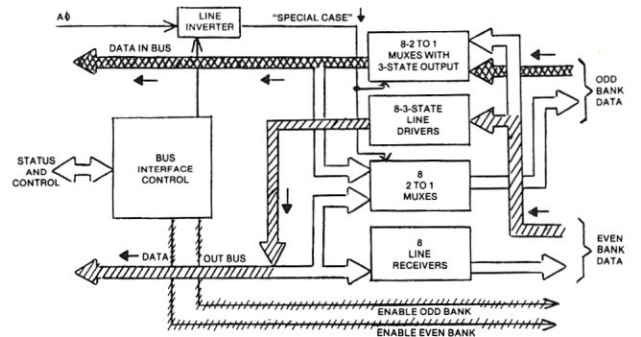 Aϕ
LINE
INVERTER
"SPECIAL CASE"
DATA IN BUS
8-2 TO 1
MUXES WITH
3-STATE OUTPUT
ODD
BANK
DATA
8-3-STATE
LINE
DRIVERS
STATUS
AND
CONTROL
BUS
INTERFACE
CONTROL
8
2 TO 1
MUXES
DATA
OUT BUS
8
LINE
RECEIVERS
EVEN
BANK
DATA
ENABLE ODD BANK
ENABLE EVEN BANK